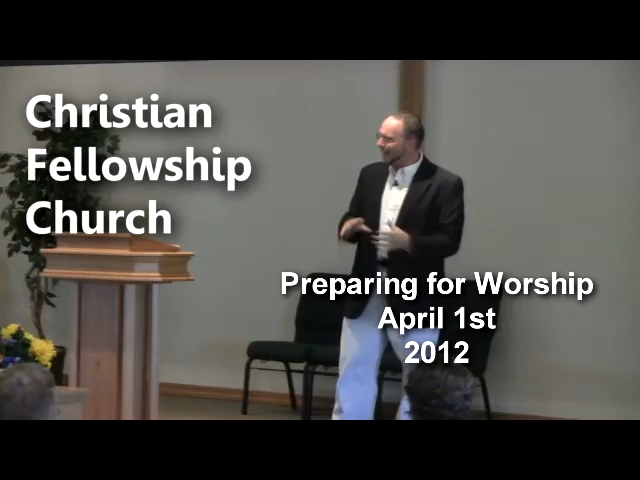 Christian
Fellowship
Church
Preparing for Worship
April 1st
2012